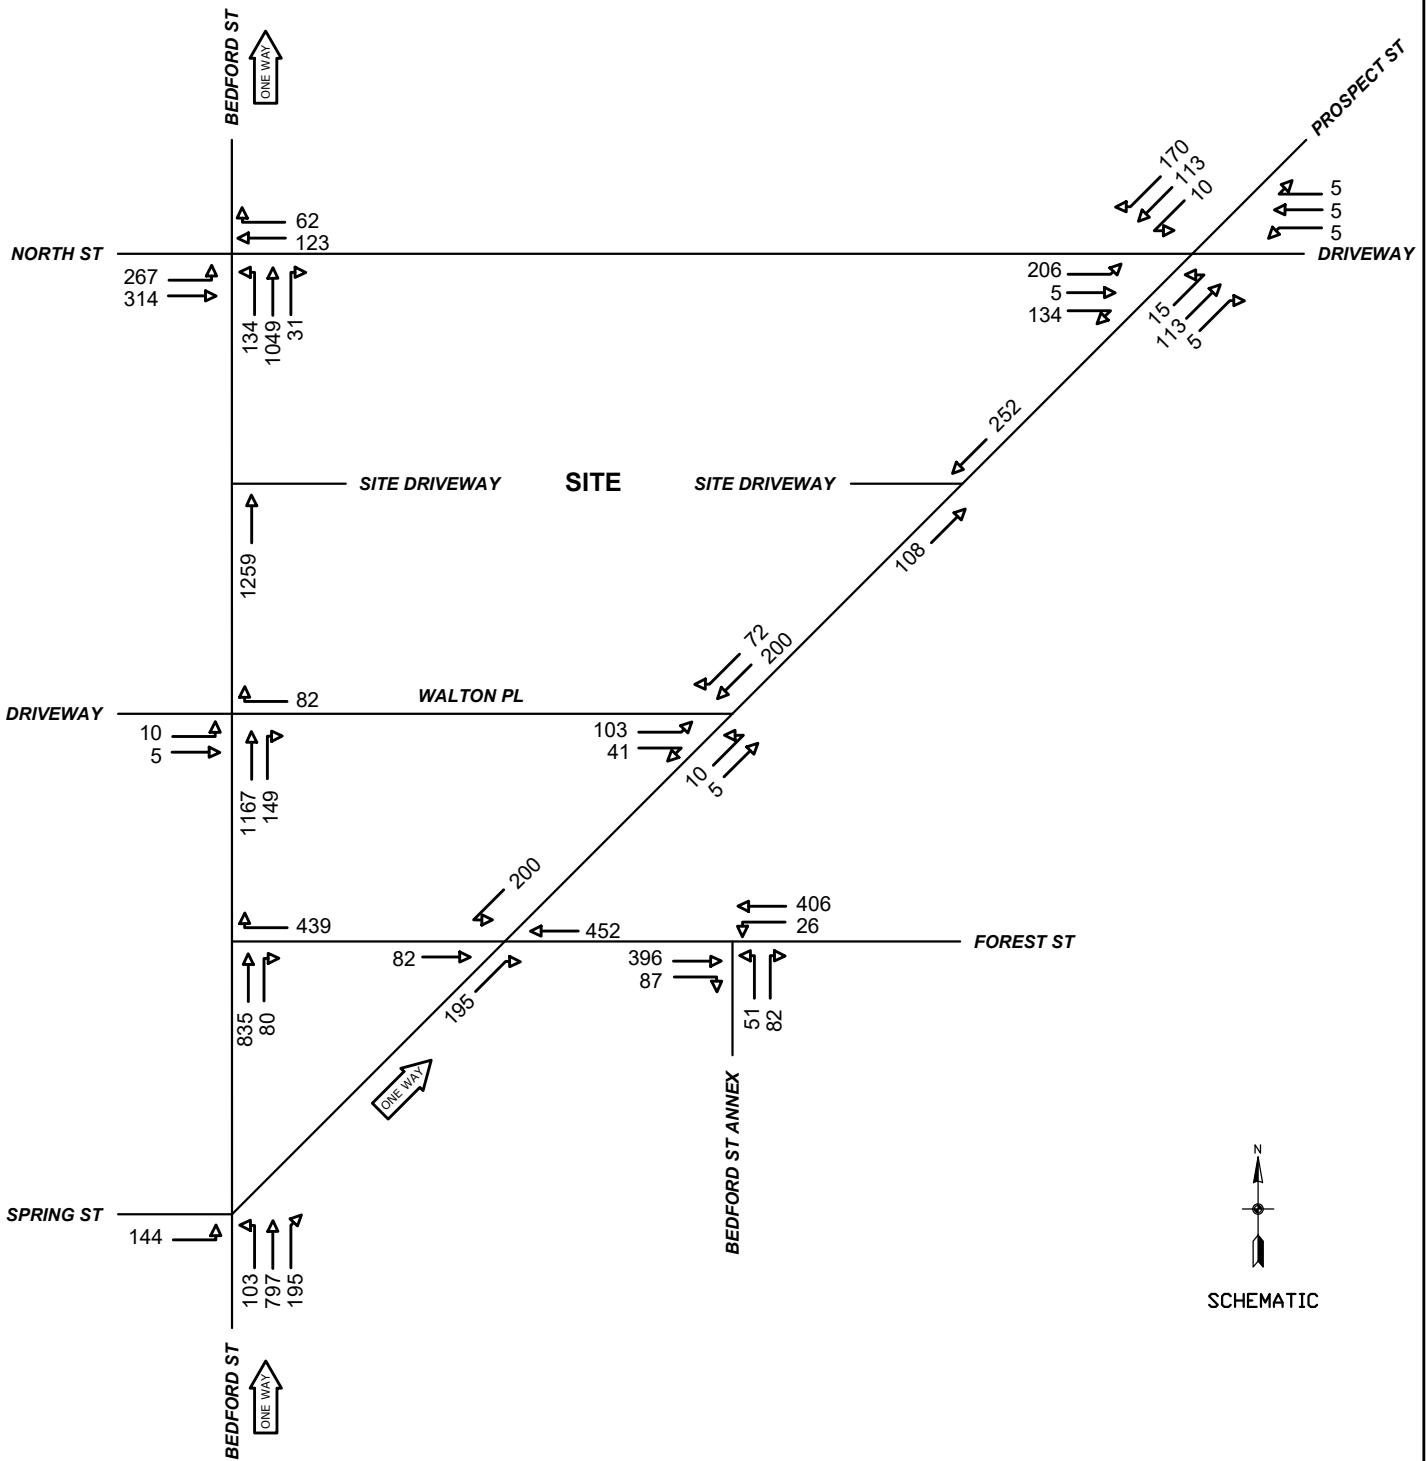 BEDFORD ST
ONE WAY
PROSPECT ST
170
113
10
5
5
5
62
123
NORTH ST
DRIVEWAY
267
314
134
1049
31
206
5
134
15
113
5
252
SITE DRIVEWAY
SITE
SITE DRIVEWAY
1259
108
72
200
82
WALTON PL
DRIVEWAY
10
5
103
41
10
5
1167
149
200
439
452
406
26
FOREST ST
82
396
87
835
80
195
51
82
ONE WAY
BEDFORD ST ANNEX
N
SPRING ST
144
103
797
195
SCHEMATIC
BEDFORD ST
ONE WAY